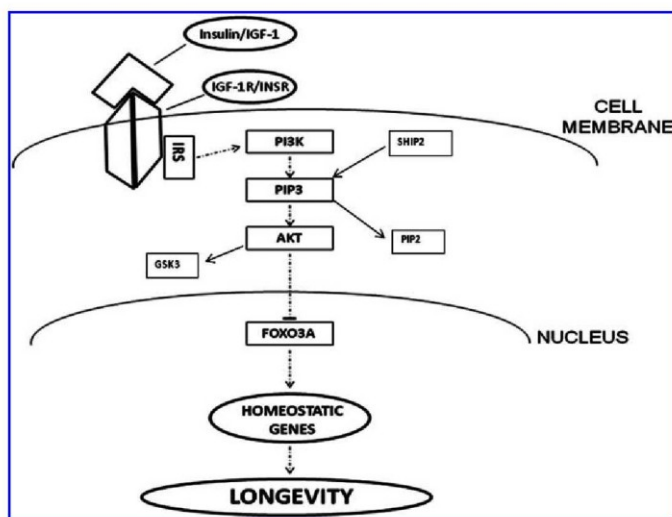 Insulin/IGF-1
IGF-1R/INSR
CELL
MEMBRANE
IRS
PI3K
SHIP2
PIP3
AKT
PIP2
GSK3
FOXO3A
NUCLEUS
HOMEOSTATIC
GENES
LONGEVITY